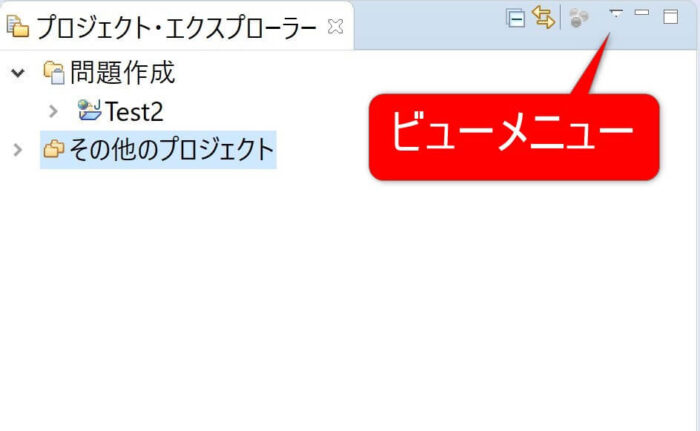 プロジェクト・エクスプローラー
問題作成
Test2
その他のプロジェクト
ビューメニュー